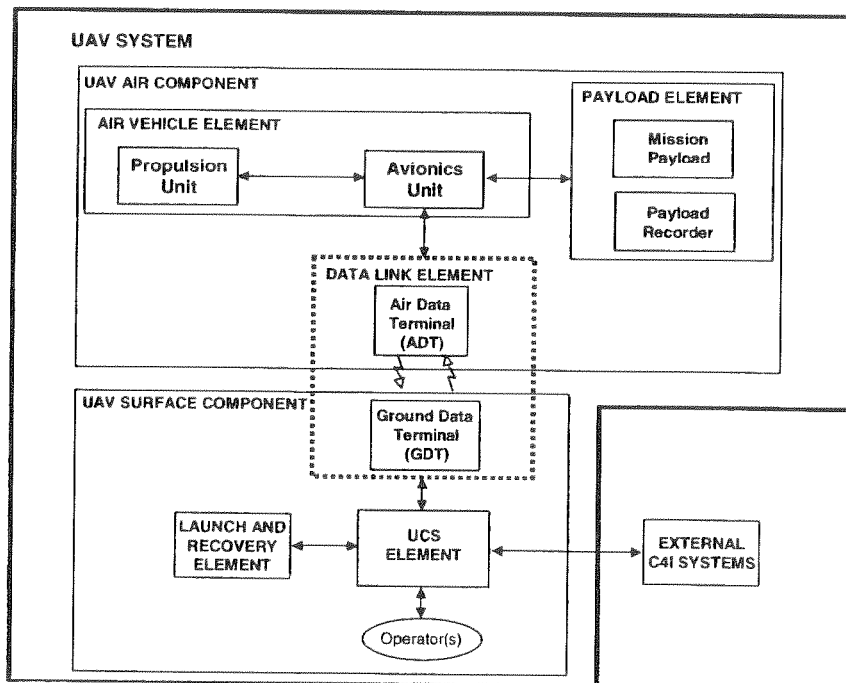 UAV SYSTEM
UAV AIR COMPONENT
PAYLOAD ELEMENT
AIR VEHICLE ELEMENT
Mission
Payload
Propulsion
Unit
Avionics
Unit
Payload
Recorder
DATA LINK ELEMENT
Air Data
Terminal
(ADT)
UAV SURFACE COMPONENT
Ground Data
Terminal
(GDT)
LAUNCH AND
RECOVERY
ELEMENT
UCS
ELEMENT
EXTERNAL
C4I SYSTEMS
Operator(s)